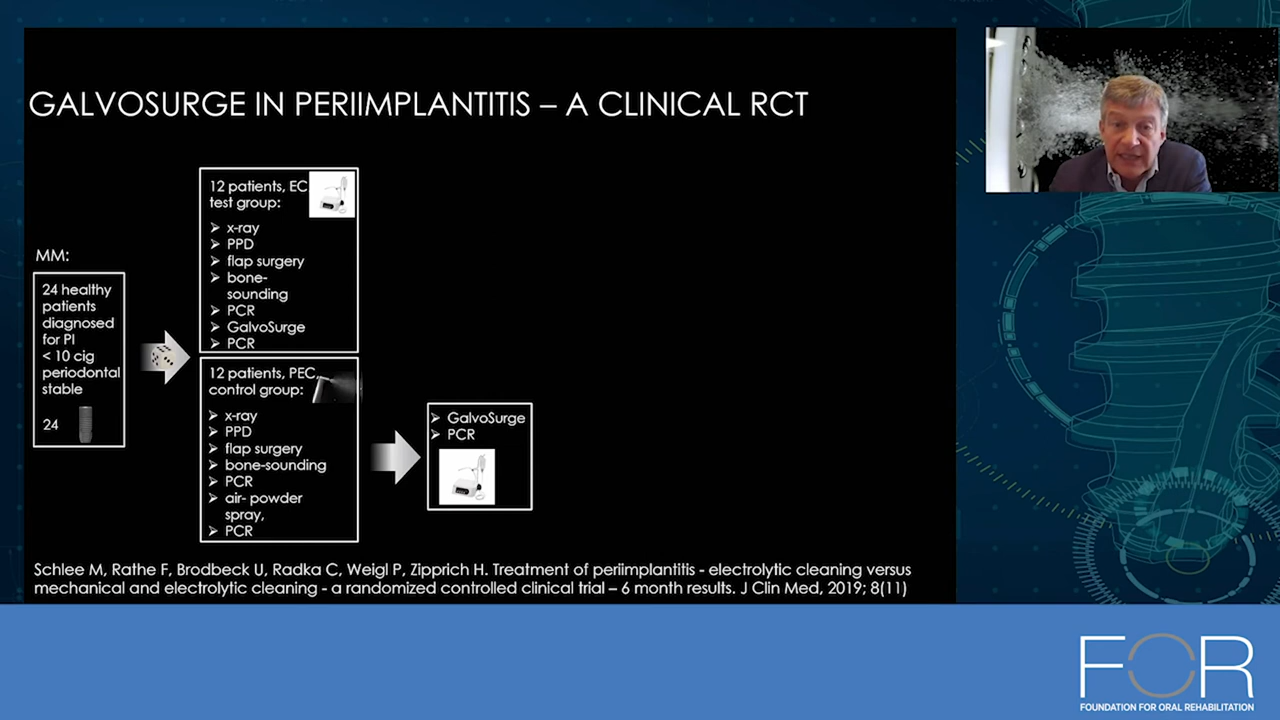 GALVOSURGE IN PERIIMPLANTITIS – A CLINICAL RCT
MM:
24 healthy
patients
diagnosed
for PI
< 10 cig
periodontal
stable
24
12 patients, EC
test group:
➢ x-ray
➢ PPD
➢ flap surgery
➢ bone-
sounding
➢ PCR
➢ GalvoSurge
➢ PCR
12 patients, PEC
control group:
➢ x-ray
➢ PPD
➢ flap surgery
➢ bone-sounding
➢ PCR
➢ air- powder
spray,
➢ PCR
➢ GalvoSurge
➢ PCR
Schlee M, Rathe F, Brodbeck U, Radka C, Weigl P, Zipprich H. Treatment of periimplantitis - electrolytic cleaning versus
mechanical and electrolytic cleaning - a randomized controlled clinical trial – 6 month results. J Clin Med, 2019; 8(11)
FOR
FOUNDATION FOR ORAL REHABILITATION